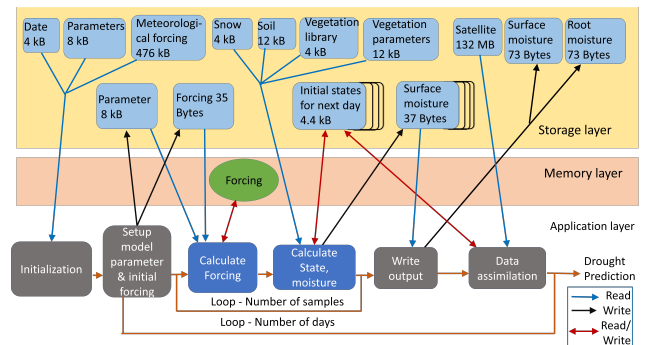 Date
4 kB
Parameters
8 kB
Meteorologi-
cal forcing
476 kB
Snow
4 kB
Soil
12 kB
Vegetation
library
4 kB
Vegetation
parameters
12 kB
Satellite
132 MB
Surface
moisture
73 Bytes
Root
moisture
73 Bytes
Parameter
8 kB
Forcing 35
Bytes
Initial states
for next day
4.4 kB
Surface
moisture
37 Bytes
Storage layer
Forcing
Memory layer
Application layer
Initialization
Setup
model
parameter
& initial
forcing
Calculate
Forcing
Calculate
State,
moisture
Write
output
Data
assimilation
Drought
Prediction
Loop - Number of samples
Loop - Number of days
Read
Write
Read/
Write